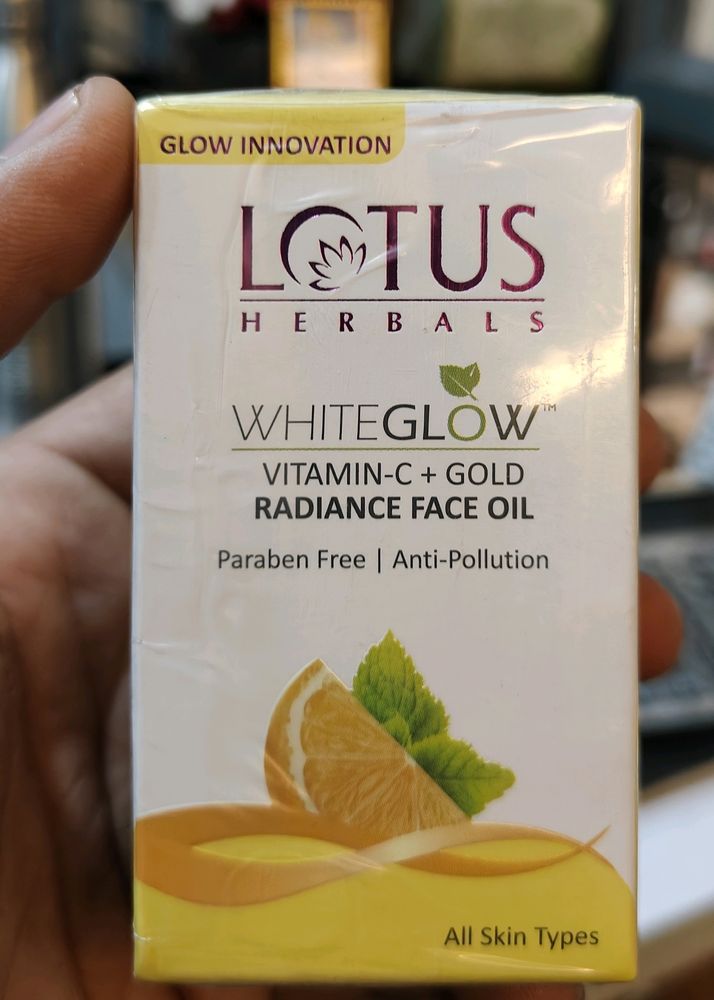 GLOW INNOVATION
LOTUS
HERBALS
WHITEGLOW™
VITAMIN-C + GOLD
RADIANCE FACE OIL
Paraben Free | Anti-Pollution
All Skin Types